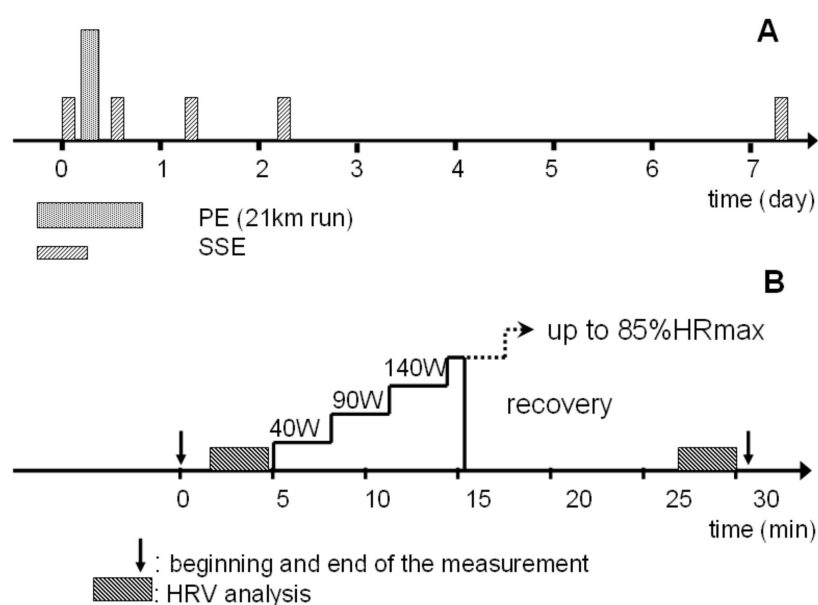 A
0 1 2 3 4 5 6 7
time (day)
PE (21km run)
SSE
B
up to 85%HRmax
140W
90W
40W
recovery
0 5 10 15 20 25 30
time (min)
: beginning and end of the measurement
: HRV analysis